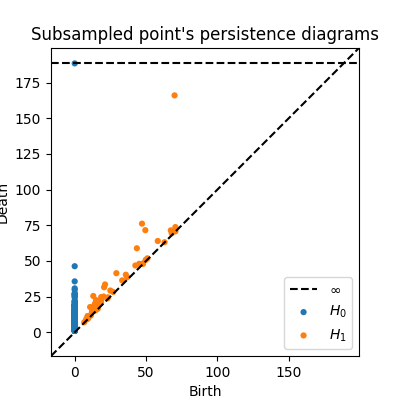 Subsampled point's persistence diagrams
175
150
125
100
75
50
25
0
Death
0
50
100
150
Birth
∞
H₀
H₁